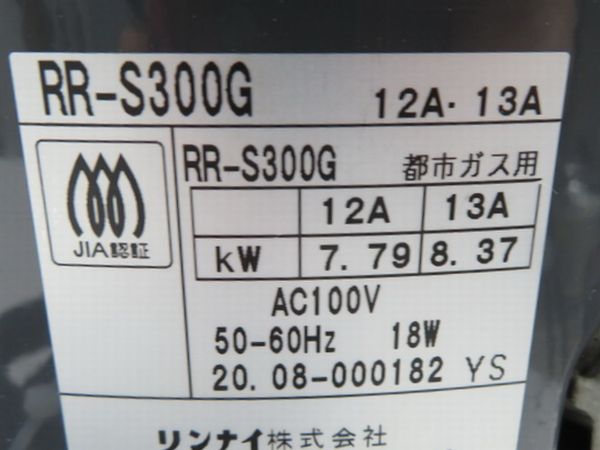 RR-S300G 12A・13A
JIA認証
RR-S300G 都市ガス用
12A 13A
kW 7.79 8.37
AC100V
50-60Hz 18W
20.08-000182 YS
リンナイ株式会社